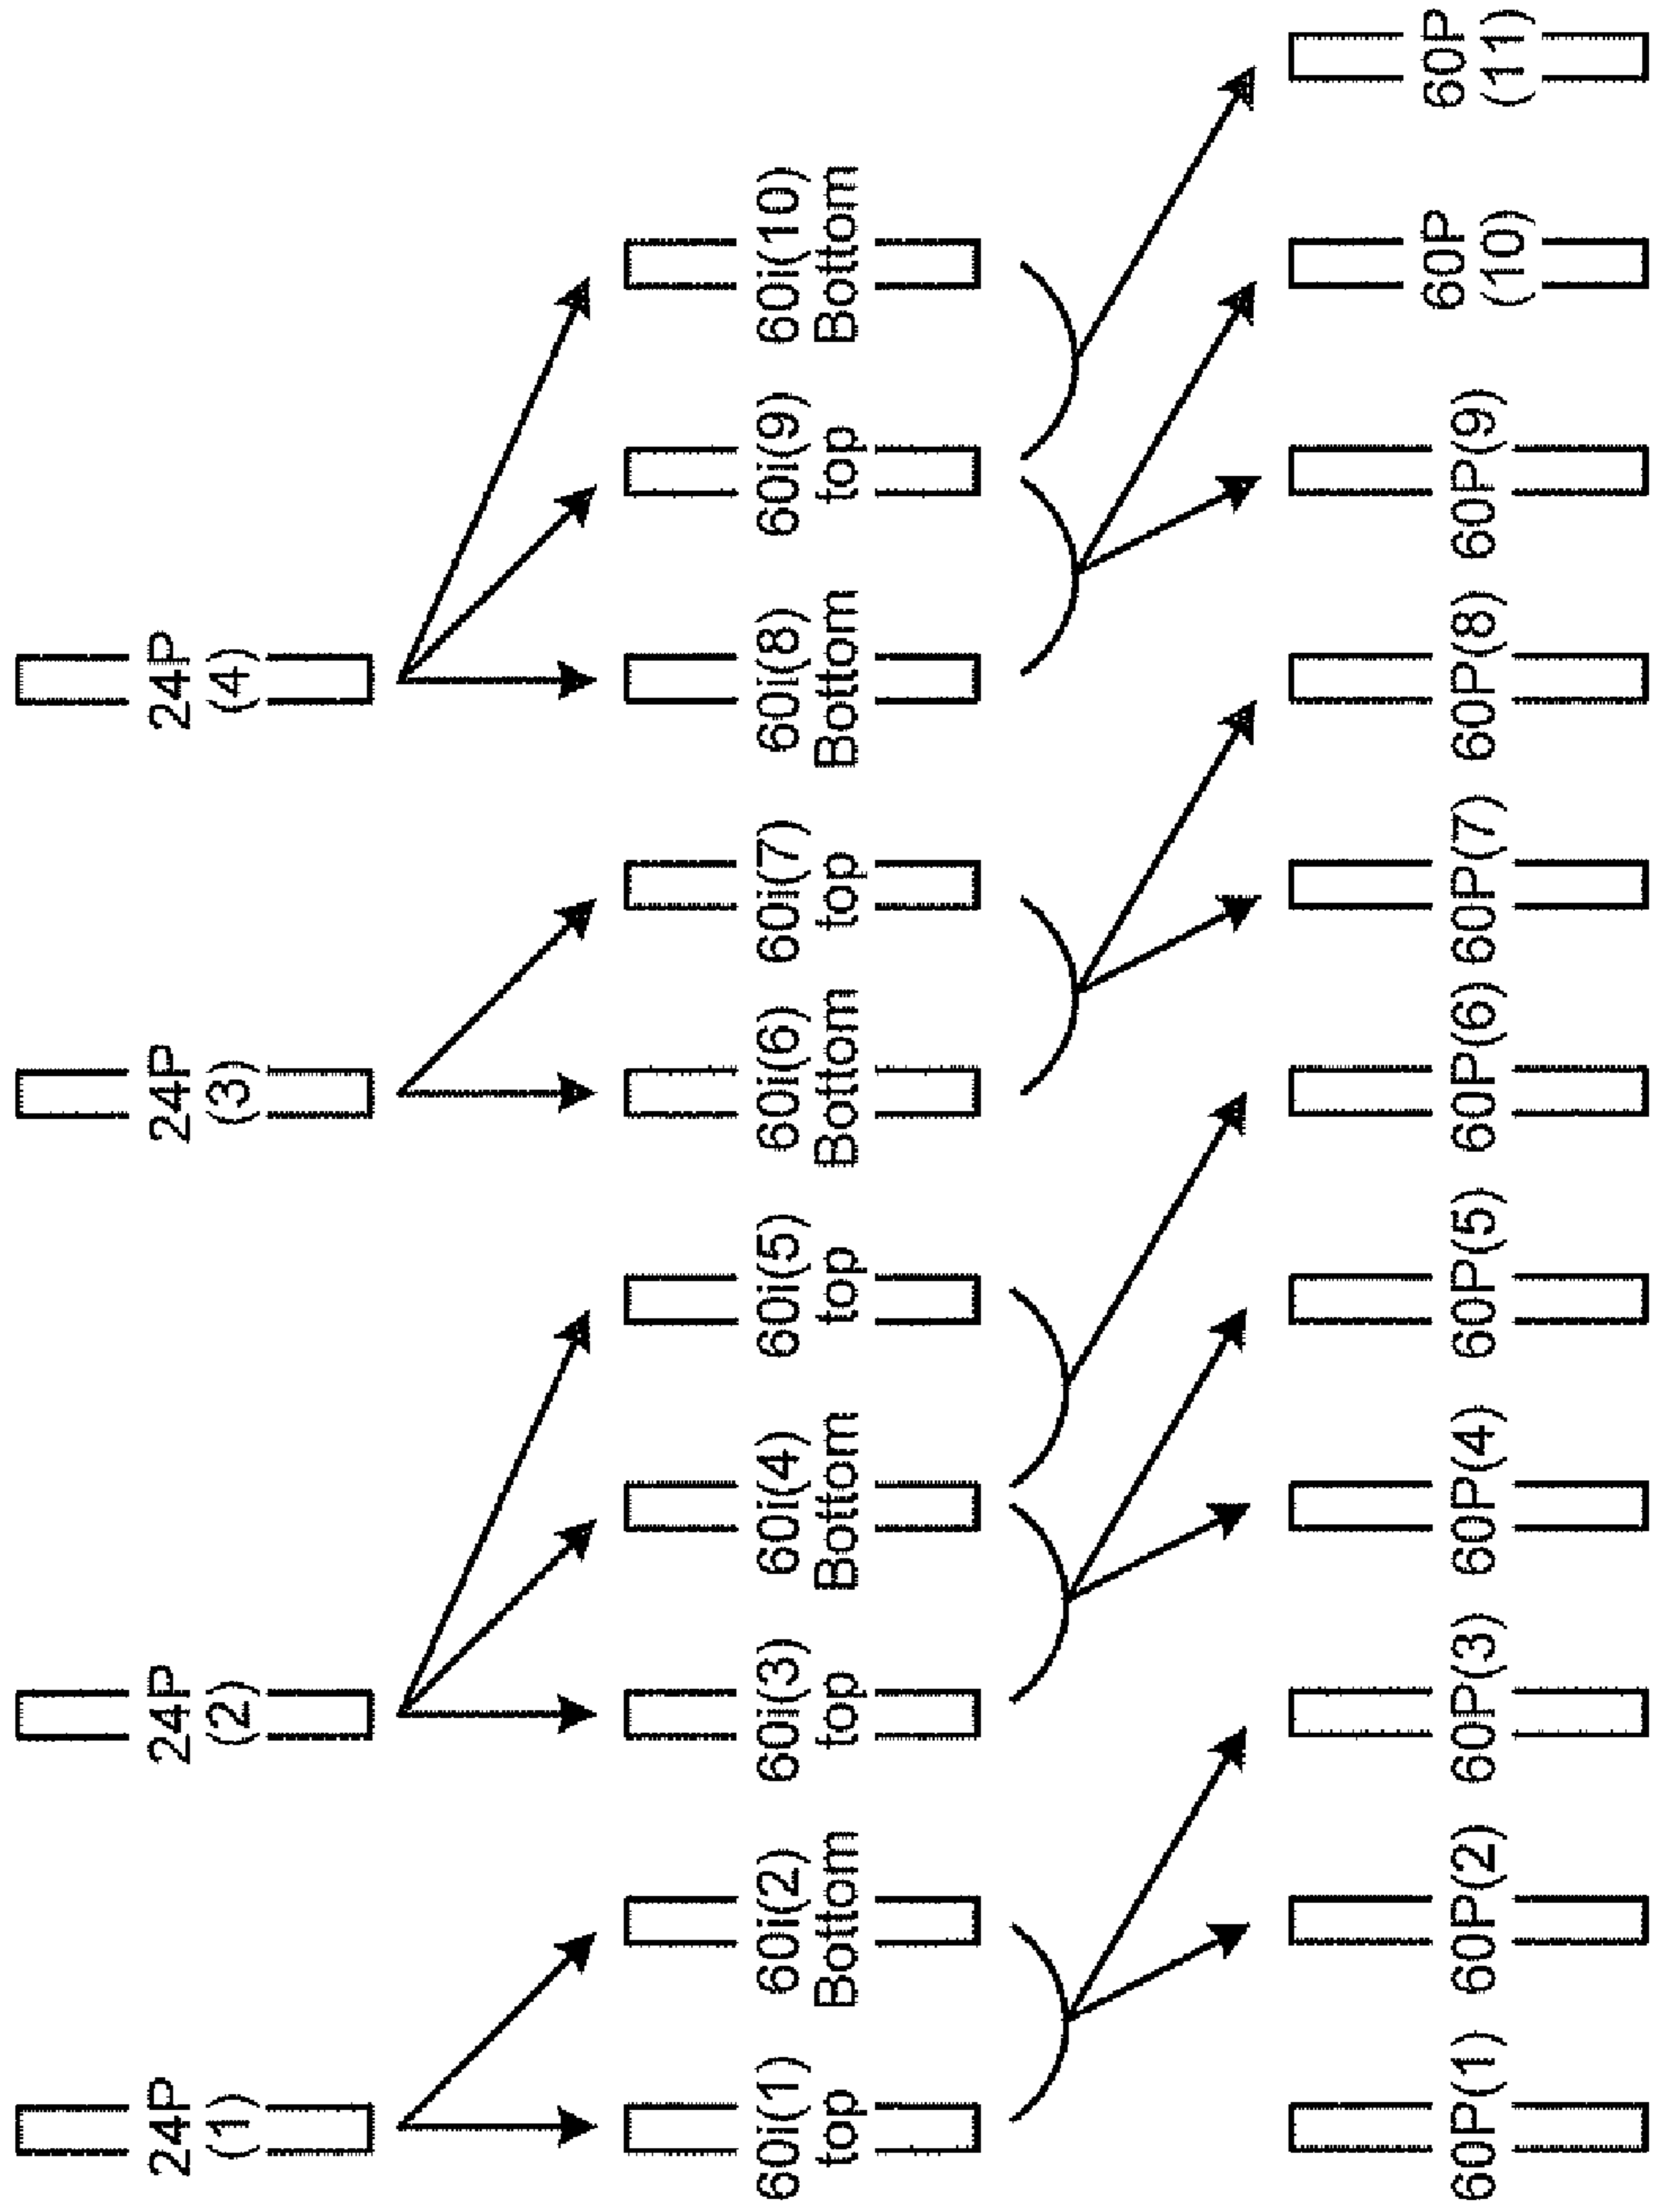 24P
(1)
24P
(2)
24P
(3)
24P
(4)
60i(1)
top
60i(2)
Bottom
60i(3)
top
60i(4)
Bottom
60i(5)
top
60i(6)
Bottom
60i(7)
top
60i(8)
Bottom
60i(9)
top
60i(10)
Bottom
60P(1)
60P(2)
60P(3)
60P(4)
60P(5)
60P(6)
60P(7)
60P(8)
60P(9)
60P
(10)
60P
(11)